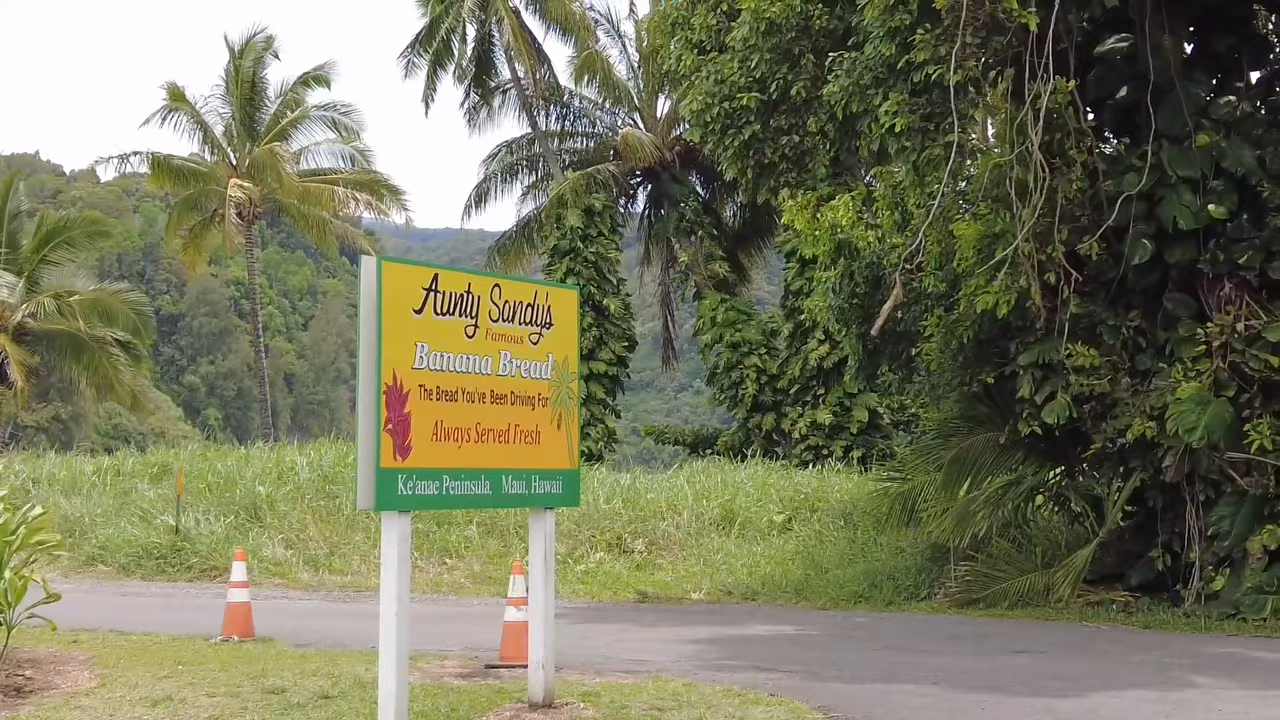 Aunty Sandy's
Famous
Banana Bread
The Bread You've Been Driving For
Always Served Fresh
Ke'anae Peninsula, Maui, Hawaii